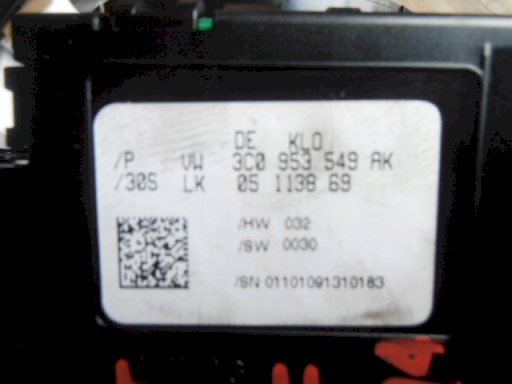 DE KLO
/P VW 3C0 953 549 AK
/30S LK 05 1138 69
/HW 032
/SW 0030
/SN 01101091310183